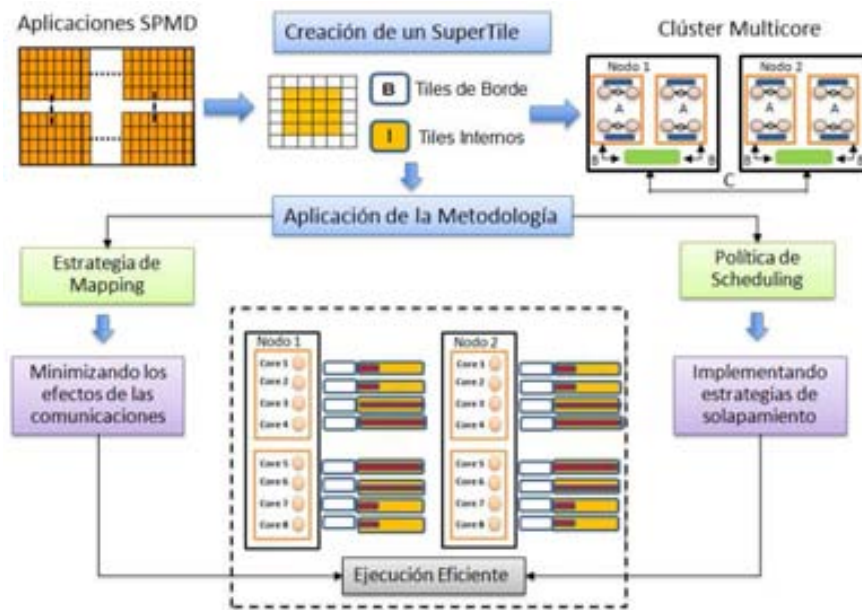 Aplicaciones SPMD
Creación de un SuperTile
Clúster Multicore
B Tiles de Borde
I Tiles Internos
Nodo 1
Nodo 2
A
A
A
A
B
B
B
B
C
Aplicación de la Metodología
Estrategia de
Mapping
Política de
Scheduling
Minimizando los
efectos de las
comunicaciones
Implementando
estrategias de
solapamiento
Nodo 1
Core 1
Core 2
Core 3
Core 4
Core 5
Core 6
Core 7
Core 8
Nodo 2
Core 1
Core 2
Core 3
Core 4
Core 5
Core 6
Core 7
Core 8
Ejecución Eficiente